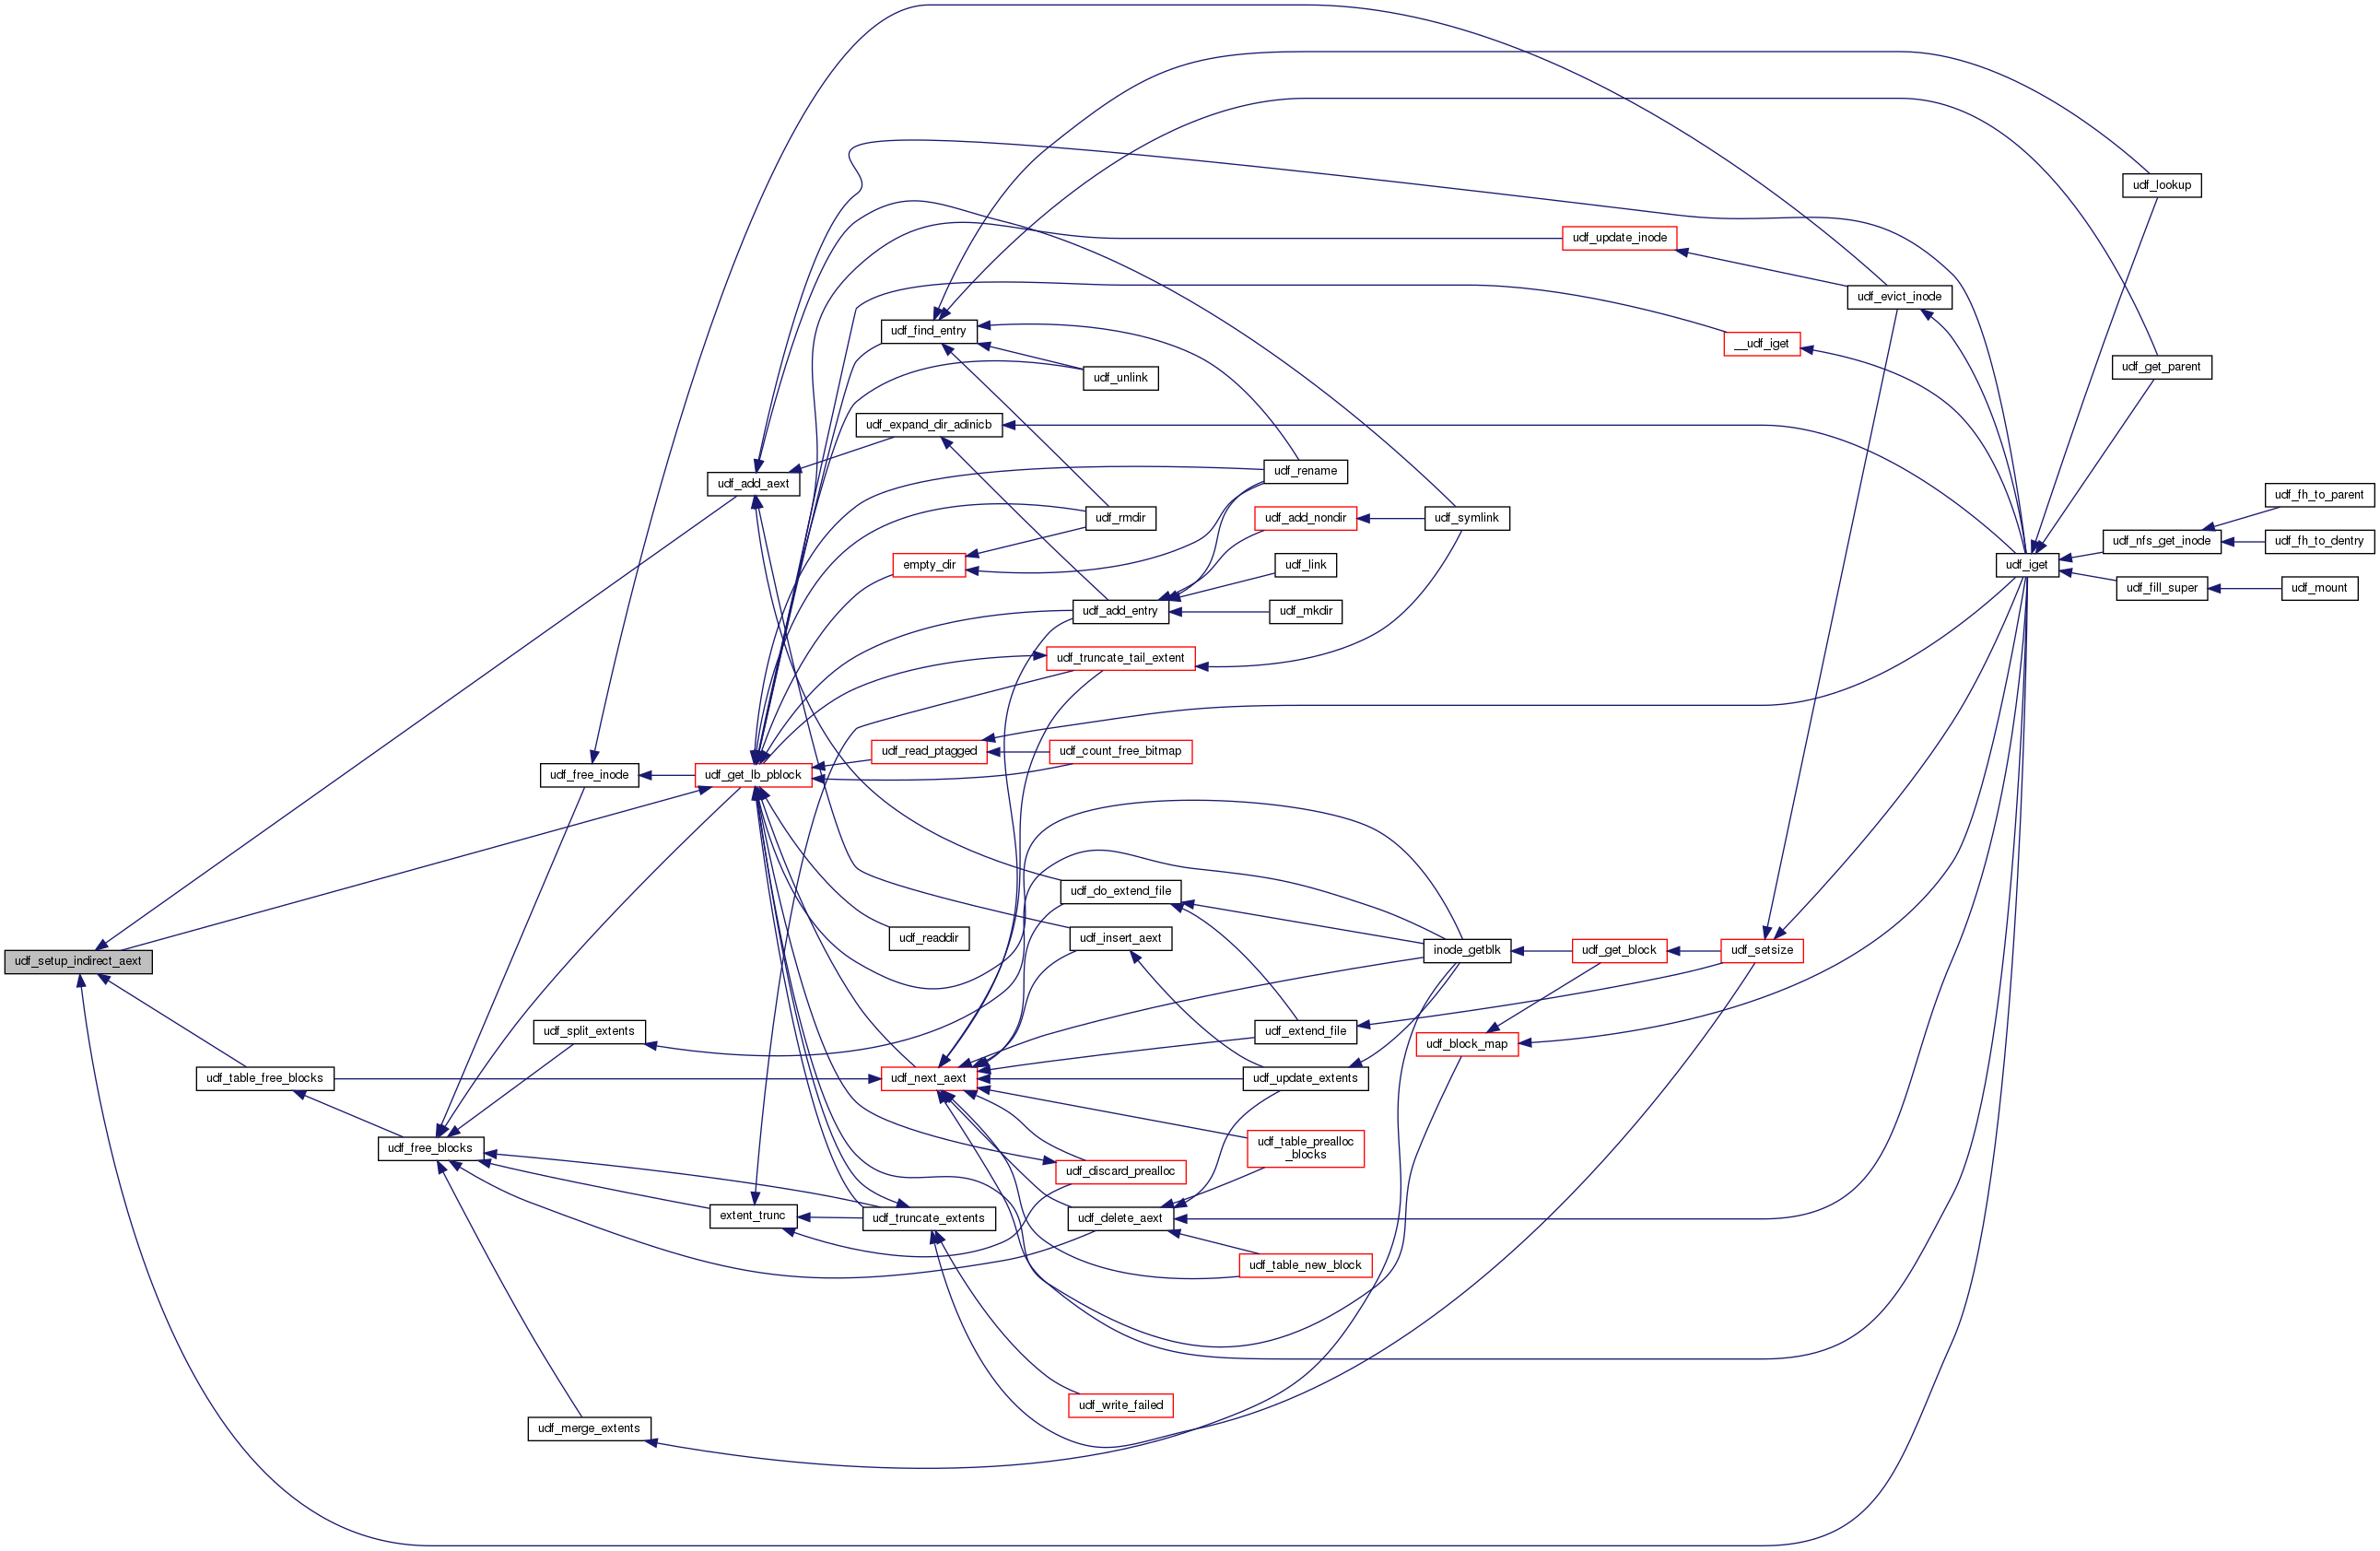 udf_lookup
udf_update_inode
udf_evict_inode
udf_find_entry
__udf_iget
udf_get_parent
udf_unlink
udf_expand_dir_adinicb
udf_rename
udf_add_aext
udf_fh_to_parent
udf_rmdir
udf_add_nondir
udf_symlink
udf_nfs_get_inode
udf_fh_to_dentry
empty_dir
udf_link
udf_iget
udf_fill_super
udf_mount
udf_add_entry
udf_mkdir
udf_truncate_tail_extent
udf_read_ptagged
udf_count_free_bitmap
udf_free_inode
udf_get_lb_pblock
udf_do_extend_file
udf_readdir
udf_insert_aext
inode_getblk
udf_get_block
udf_setsize
udf_setup_indirect_aext
udf_split_extents
udf_extend_file
udf_block_map
udf_table_free_blocks
udf_next_aext
udf_update_extents
udf_free_blocks
udf_table_prealloc
_blocks
udf_discard_prealloc
extent_trunc
udf_truncate_extents
udf_delete_aext
udf_table_new_block
udf_write_failed
udf_merge_extents